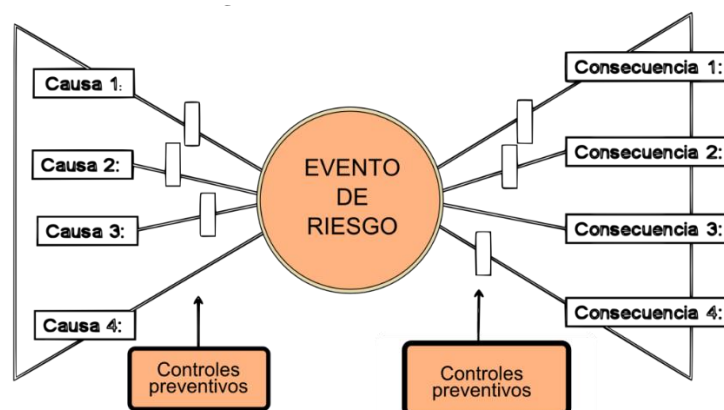 Causa 1:
Causa 2:
Causa 3:
Causa 4:
EVENTO
DE
RIESGO
Consecuencia 1:
Consecuencia 2:
Consecuencia 3:
Consecuencia 4:
Controles
preventivos
Controles
preventivos